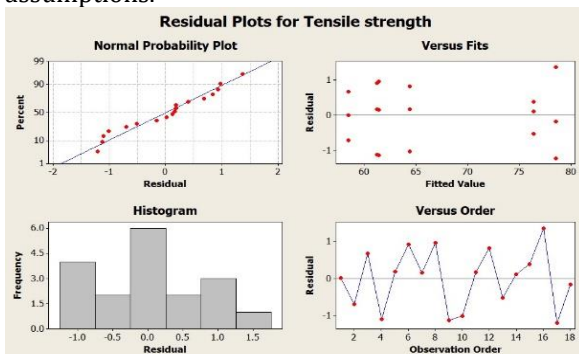 assumptions.
Residual Plots for Tensile strength
Normal Probability Plot
Versus Fits
99
90
50
10
1
Percent
-2 -1 0 1 2
Residual
1
0
-1
Residual
60 65 70 75 80
Fitted Value
Histogram
Versus Order
6.0
4.5
3.0
1.5
0.0
Frequency
-1.0 -0.5 0.0 0.5 1.0 1.5
Residual
1
0
-1
Residual
2 4 6 8 10 12 14 16 18
Observation Order